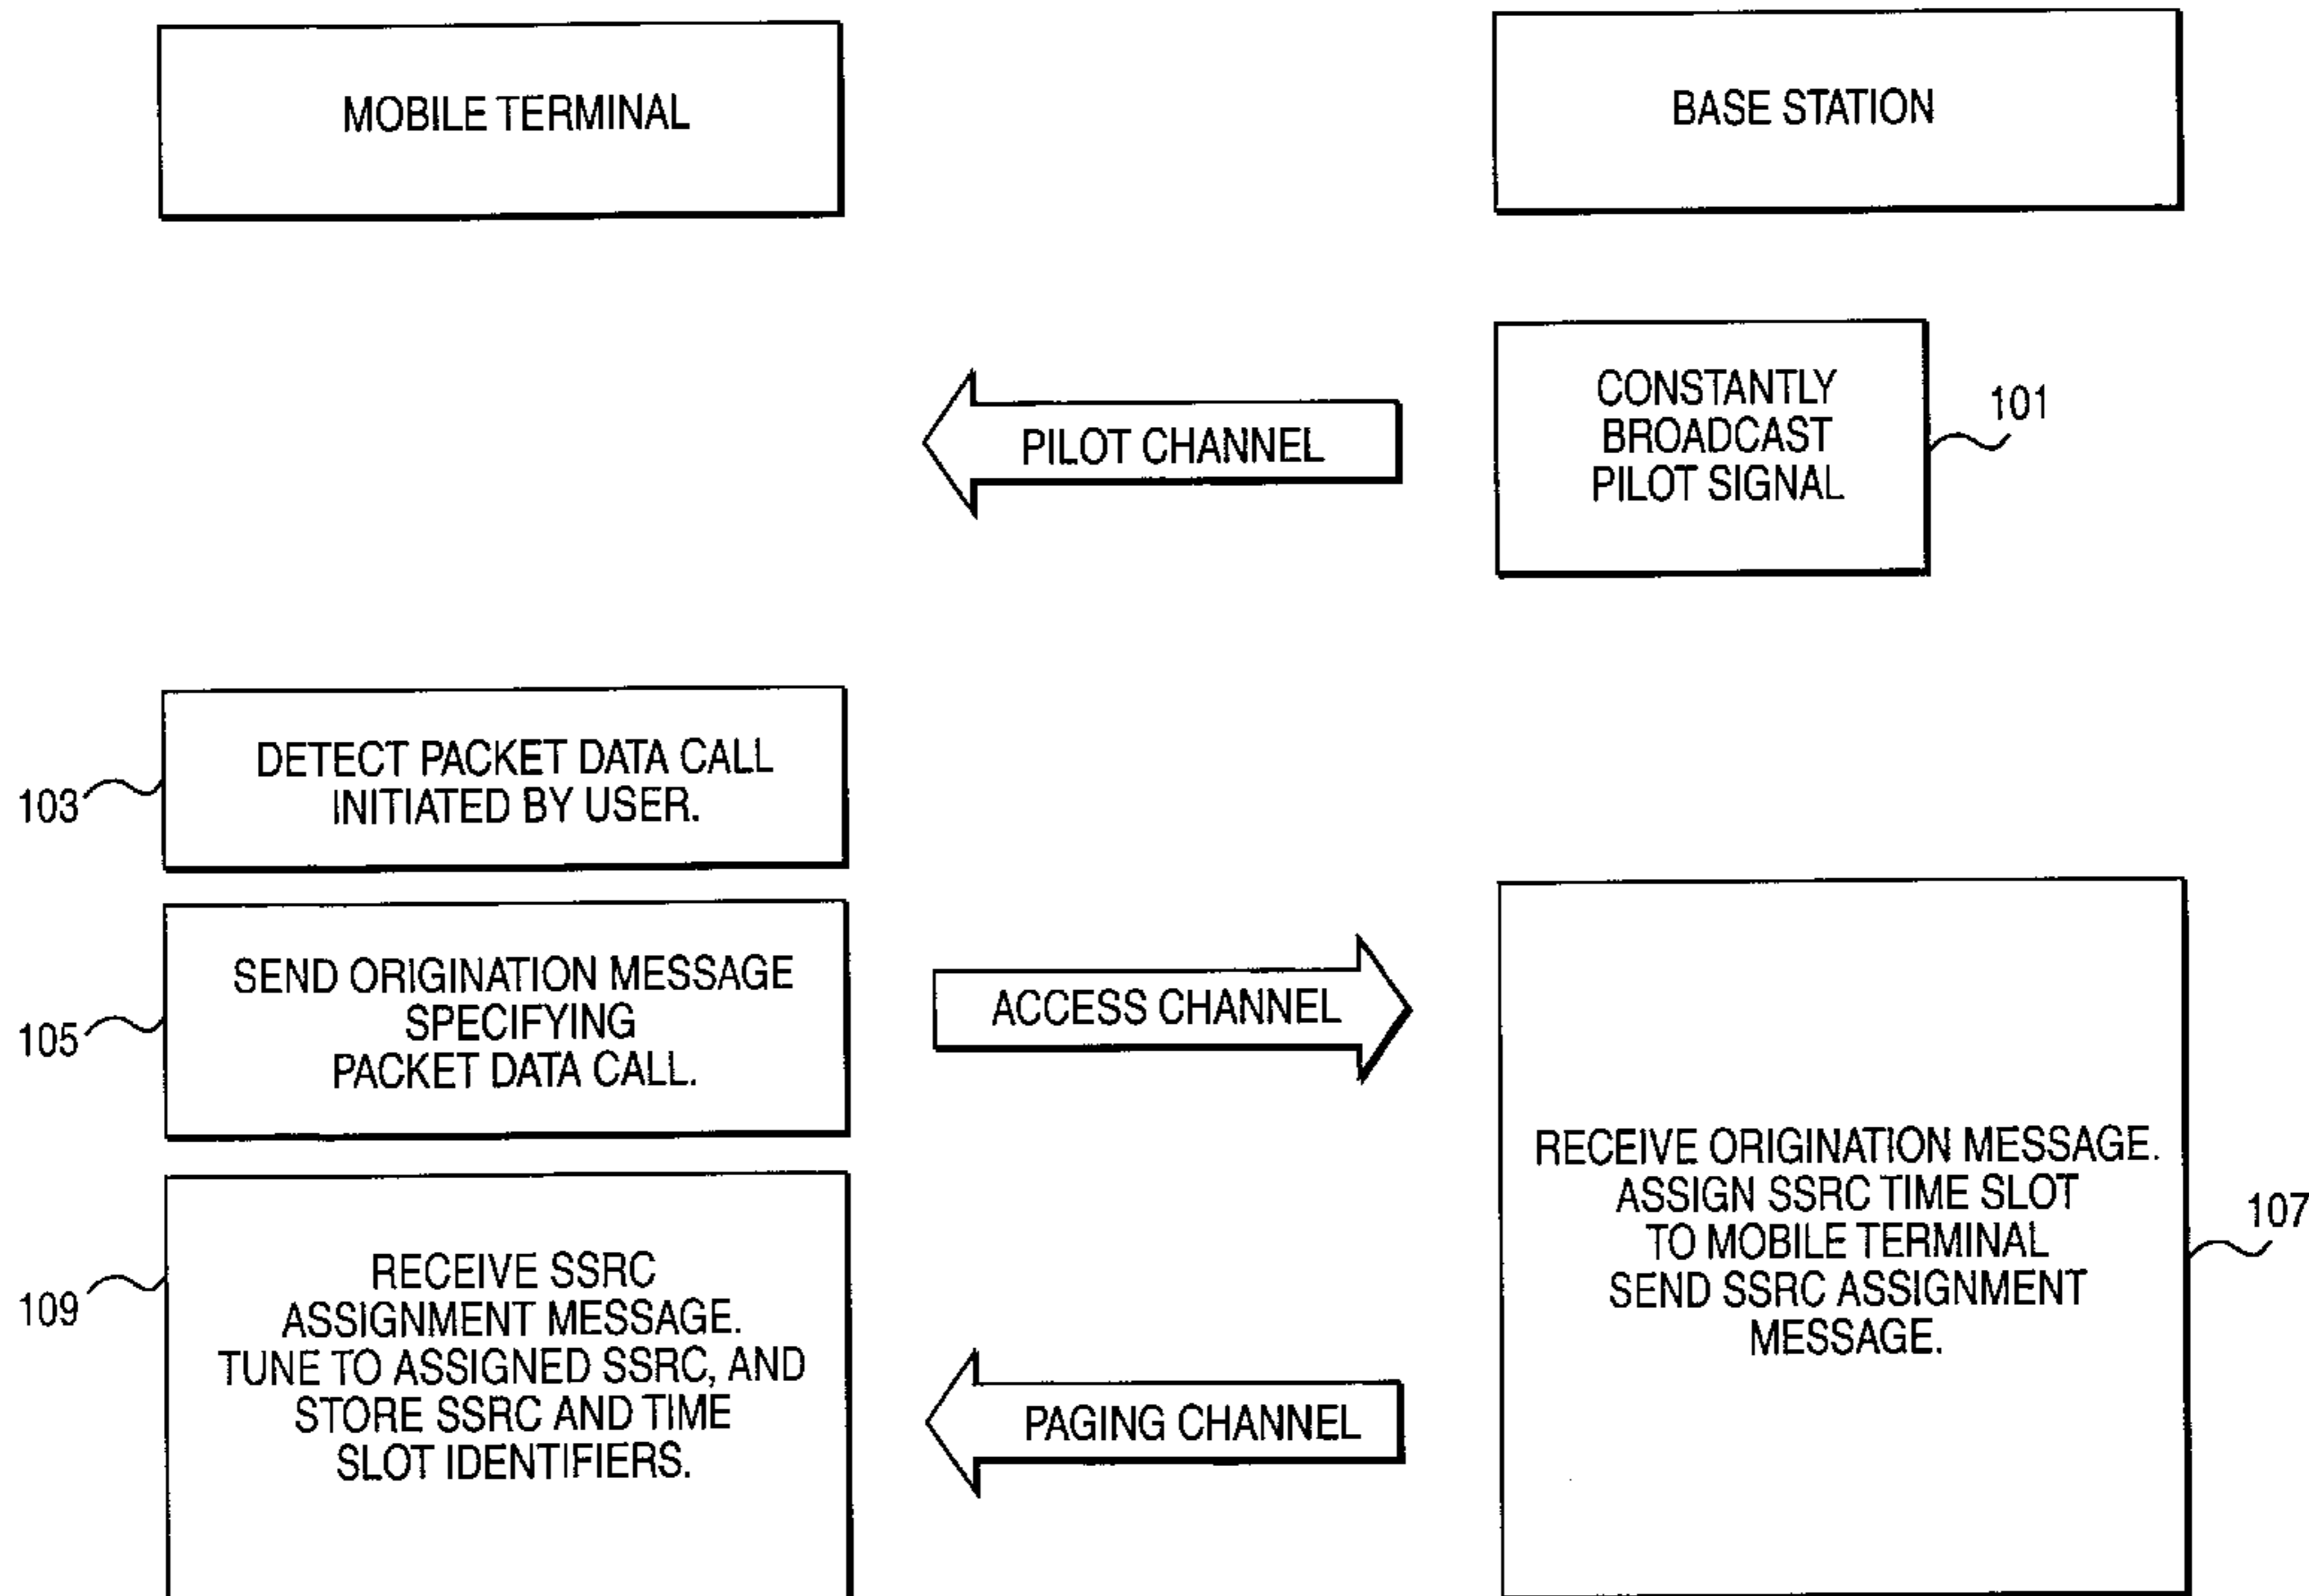 MOBILE TERMINAL
BASE STATION
CONSTANTLY
BROADCAST
PILOT SIGNAL
101
PILOT CHANNEL
103
DETECT PACKET DATA CALL
INITIATED BY USER.
105
SEND ORIGINATION MESSAGE
SPECIFYING
PACKET DATA CALL.
ACCESS CHANNEL
RECEIVE ORIGINATION MESSAGE.
ASSIGN SSRC TIME SLOT
TO MOBILE TERMINAL
SEND SSRC ASSIGNMENT
MESSAGE.
107
109
RECEIVE SSRC
ASSIGNMENT MESSAGE.
TUNE TO ASSIGNED SSRC, AND
STORE SSRC AND TIME
SLOT IDENTIFIERS.
PAGING CHANNEL